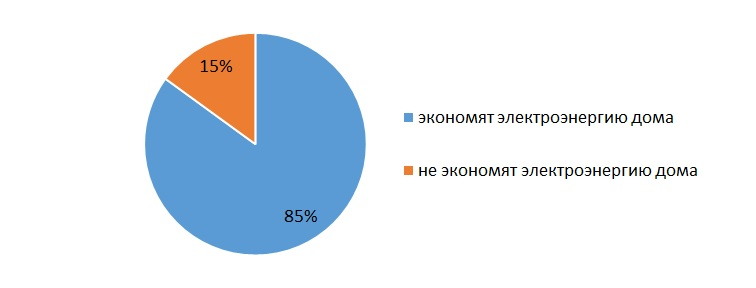 15%
экономят электроэнергию дома
не экономят электроэнергию дома
85%